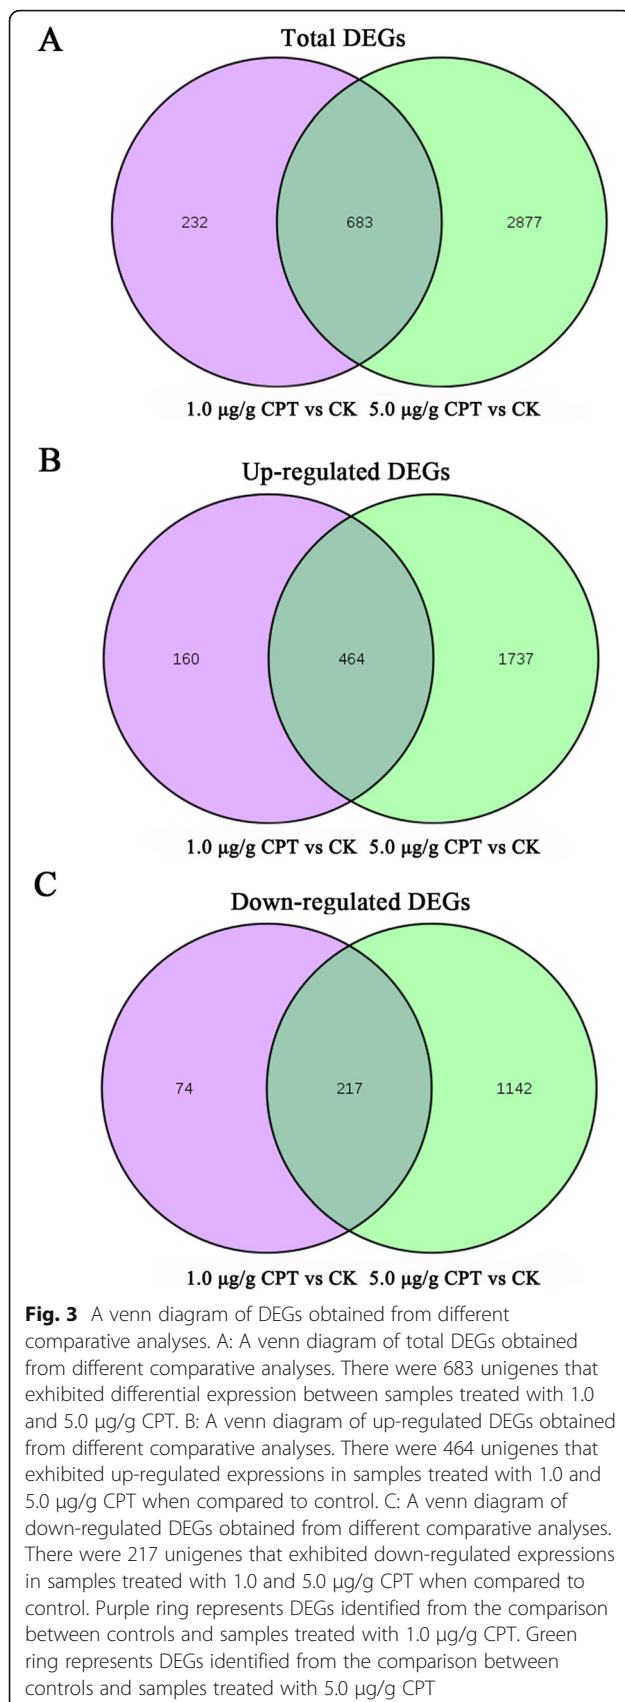 A
Total DEGs
232
683
2877
1.0 µg/g CPT vs CK 5.0 µg/g CPT vs CK
B
Up-regulated DEGs
160
464
1737
1.0 µg/g CPT vs CK 5.0 µg/g CPT vs CK
C
Down-regulated DEGs
74
217
1142
1.0 µg/g CPT vs CK 5.0 µg/g CPT vs CK
Fig. 3 A venn diagram of DEGs obtained from different
comparative analyses. A: A venn diagram of total DEGs obtained
from different comparative analyses. There were 683 unigenes that
exhibited differential expression between samples treated with 1.0
and 5.0 µg/g CPT. B: A venn diagram of up-regulated DEGs obtained
from different comparative analyses. There were 464 unigenes that
exhibited up-regulated expressions in samples treated with 1.0 and
5.0 µg/g CPT when compared to control. C: A venn diagram of
down-regulated DEGs obtained from different comparative analyses.
There were 217 unigenes that exhibited down-regulated expressions
in samples treated with 1.0 and 5.0 µg/g CPT when compared to
control. Purple ring represents DEGs identified from the comparison
between controls and samples treated with 1.0 µg/g CPT. Green
ring represents DEGs identified from the comparison between
controls and samples treated with 5.0 µg/g CPT